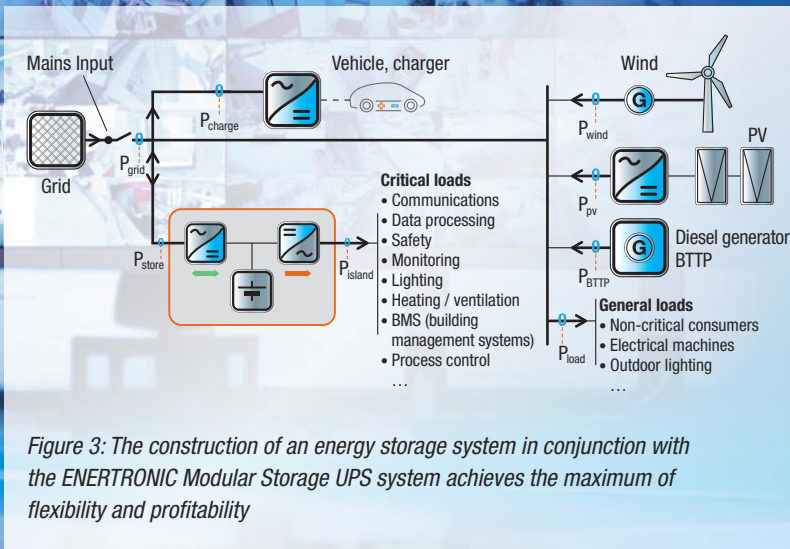 Mains Input
Vehicle, charger
Wind
G
P_charge
P_wind
P_grid
PV
Grid
Critical loads
• Communications
• Data processing
• Safety
• Monitoring
• Lighting
• Heating / ventilation
• BMS (building
management systems)
• Process control
…
P_pv
P_store
P_island
G
Diesel generator
BTTP
P_BTTP
General loads
• Non-critical consumers
• Electrical machines
• Outdoor lighting
…
P_load
Figure 3: The construction of an energy storage system in conjunction with
the ENERTRONIC Modular Storage UPS system achieves the maximum of
flexibility and profitability